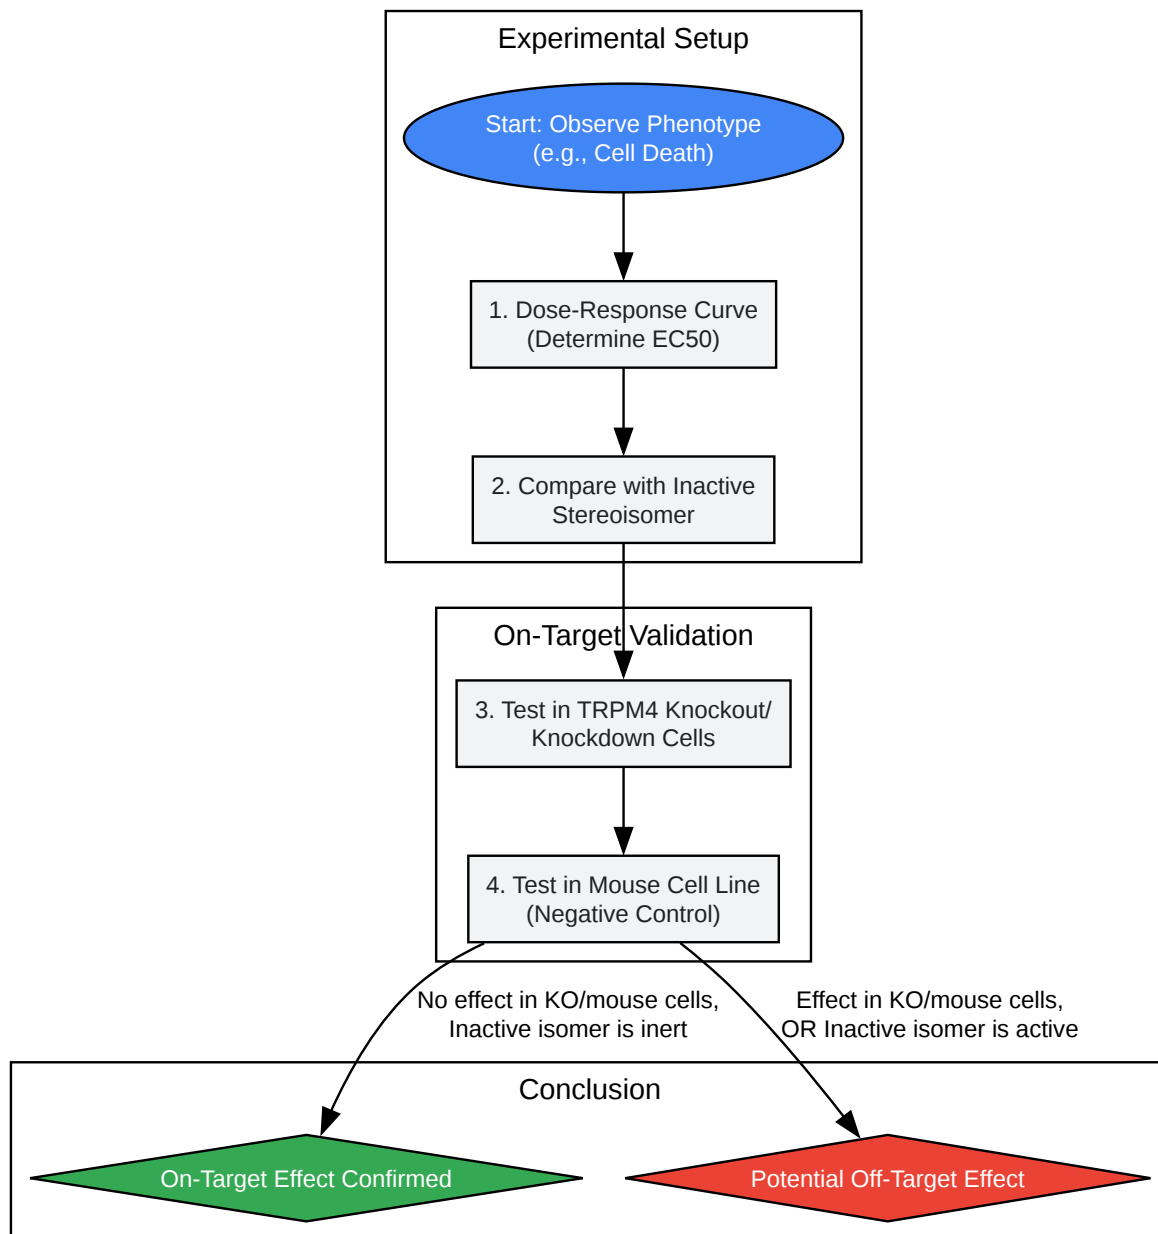 Experimental Setup
Start: Observe Phenotype
(e.g., Cell Death)
1. Dose-Response Curve
(Determine EC50)
2. Compare with Inactive
Stereoisomer
On-Target Validation
3. Test in TRPM4 Knockout/
Knockdown Cells
4. Test in Mouse Cell Line
(Negative Control)
No effect in KO/mouse cells,
Inactive isomer is inert
Effect in KO/mouse cells,
OR Inactive isomer is active
Conclusion
On-Target Effect Confirmed
Potential Off-Target Effect